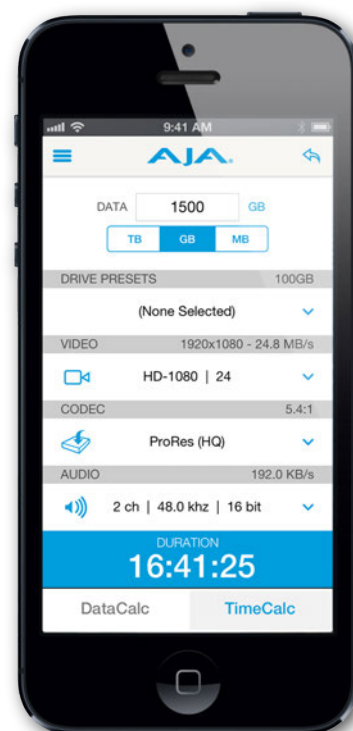 9:41 AM
AJA
DATA 1500 GB
TB GB MB
DRIVE PRESETS 100GB
(None Selected)
VIDEO 1920x1080 - 24.8 MB/s
HD-1080 | 24
CODEC 5.4:1
ProRes (HQ)
AUDIO 192.0 KB/s
2 ch | 48.0 khz | 16 bit
DURATION
16:41:25
DataCalc TimeCalc